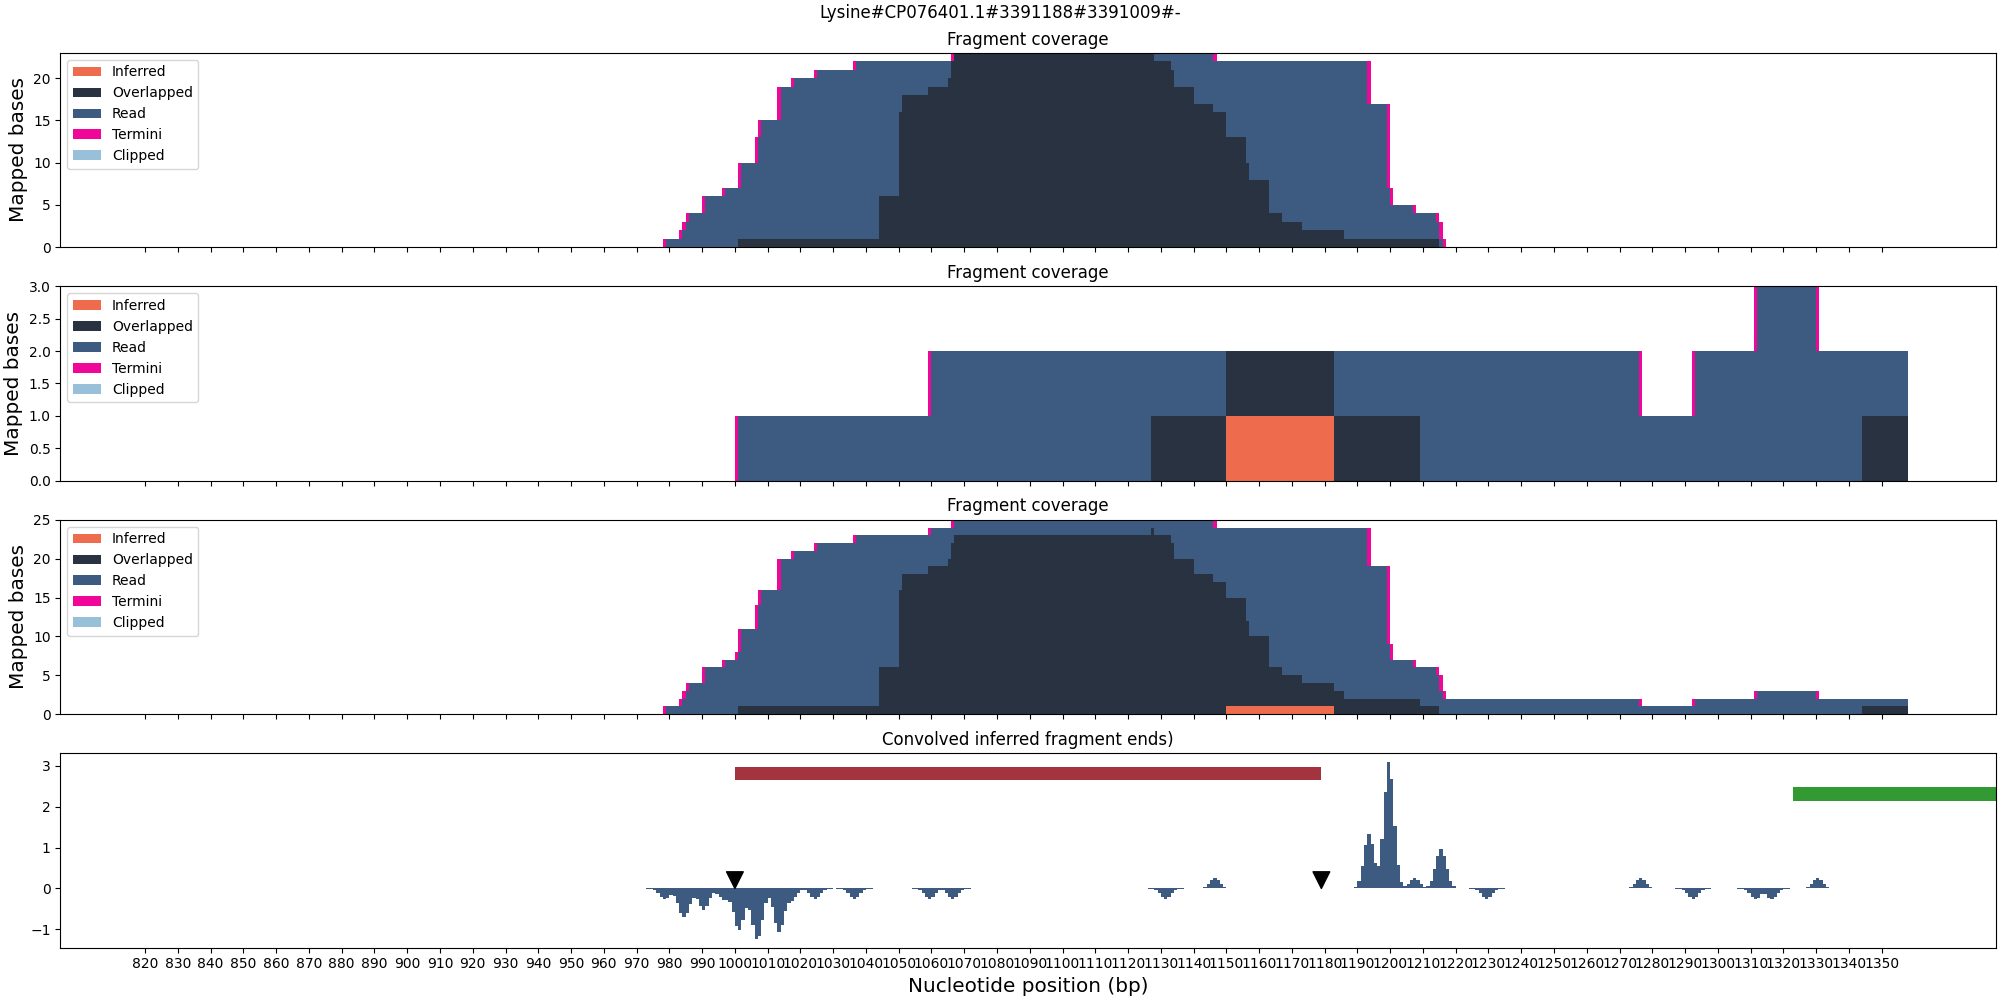 Lysine#CP076401.1#3391188#3391009#-
Fragment coverage
Mapped bases
20
15
10
5
0
Inferred
Overlapped
Read
Termini
Clipped
Fragment coverage
Mapped bases
3.0
2.5
2.0
1.5
1.0
0.5
0.0
Inferred
Overlapped
Read
Termini
Clipped
Fragment coverage
Mapped bases
25
20
15
10
5
0
Inferred
Overlapped
Read
Termini
Clipped
Convolved inferred fragment ends)
3
2
1
0
−1
820 830 840 850 860 870 880 890 900 910 920 930 940 950 960 970 980 990 1000 1010 1020 1030 1040 1050 1060 1070 1080 1090 1100 1110 1120 1130 1140 1150 1160 1170 1180 1190 1200 1210 1220 1230 1240 1250 1260 1270 1280 1290 1300 1310 1320 1330 1340 1350
Nucleotide position (bp)